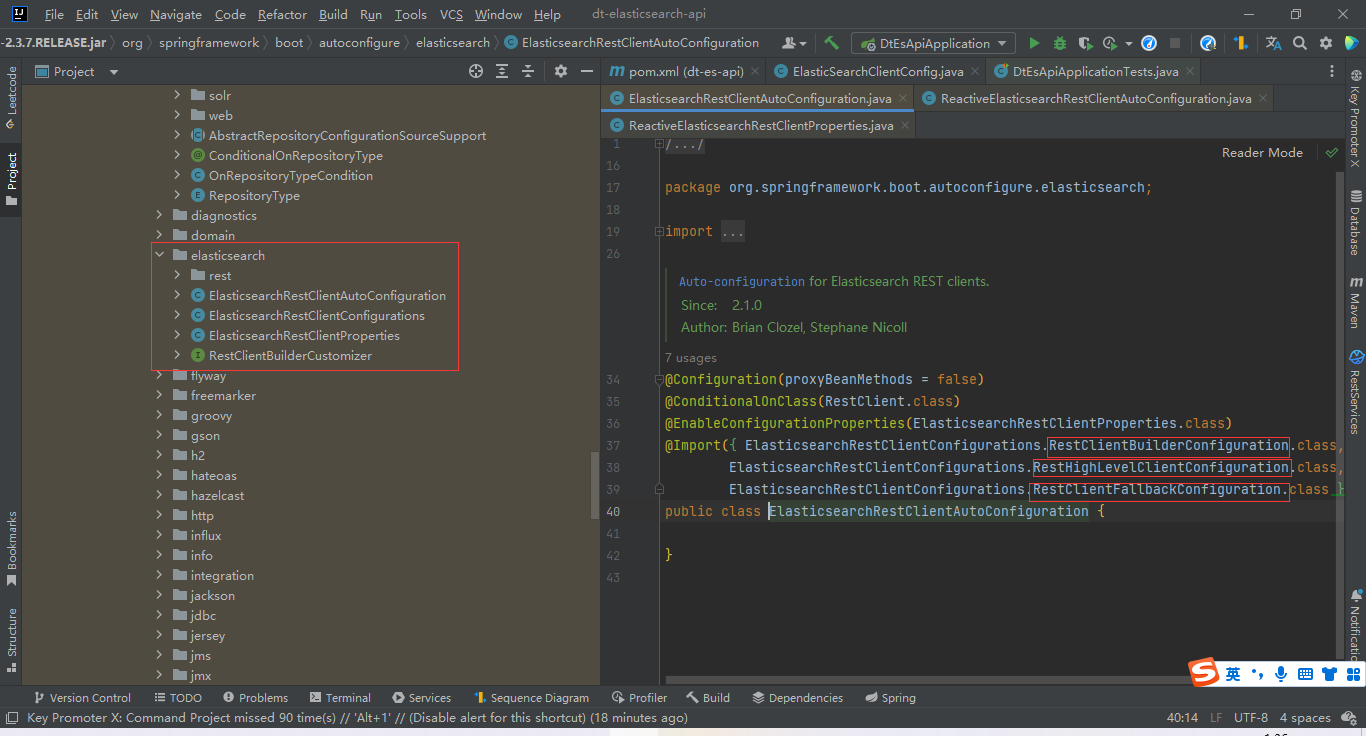 File Edit View Navigate Code Refactor Build Run Tools VCS Window Help dt-elasticsearch-api
-2.3.7.RELEASE.jar org springframework boot autoconfigure elasticsearch ElasticsearchRestClientAutoConfiguration DtEsApiApplication
Project
pom.xml (dt-es-api) ElasticSearchClientConfig.java DtEsApiApplicationTests.java
ElasticsearchRestClientAutoConfiguration.java ReactiveElasticsearchRestClientAutoConfiguration.java
ReactiveElasticsearchRestClientProperties.java
Leetcode
Project
Bookmarks
Structure
solr
web
AbstractRepositoryConfigurationSourceSupport
ConditionalOnRepositoryType
OnRepositoryTypeCondition
RepositoryType
diagnostics
domain
elasticsearch
rest
ElasticsearchRestClientAutoConfiguration
ElasticsearchRestClientConfigurations
ElasticsearchRestClientProperties
RestClientBuilderCustomizer
flyway
freemarker
groovy
gson
h2
hateoas
hazelcast
http
influx
info
integration
jackson
jdbc
jersey
jms
jmx
Reader Mode
1 /.../
16
17 package org.springframework.boot.autoconfigure.elasticsearch;
18
19 import ...
26
Auto-configuration for Elasticsearch REST clients.
Since: 2.1.0
Author: Brian Clozel, Stephane Nicoll
7 usages
34 @Configuration(proxyBeanMethods = false)
35 @ConditionalOnClass(RestClient.class)
36 @EnableConfigurationProperties(ElasticsearchRestClientProperties.class)
37 @Import({ ElasticsearchRestClientConfigurations.RestClientBuilderConfiguration.class,
38 ElasticsearchRestClientConfigurations.RestHighLevelClientConfiguration.class,
39 ElasticsearchRestClientConfigurations.RestClientFallbackConfiguration.class }
40 public class ElasticsearchRestClientAutoConfiguration {
41
42 }
43
Key Promoter X
Database
Maven
RestServices
英
Version Control TODO Problems Terminal Services Sequence Diagram Profiler Build Dependencies Spring
Key Promoter X: Command Project missed 90 time(s) // 'Alt+1' // (Disable alert for this shortcut) (18 minutes ago) 40:14 LF UTF-8 4 spaces